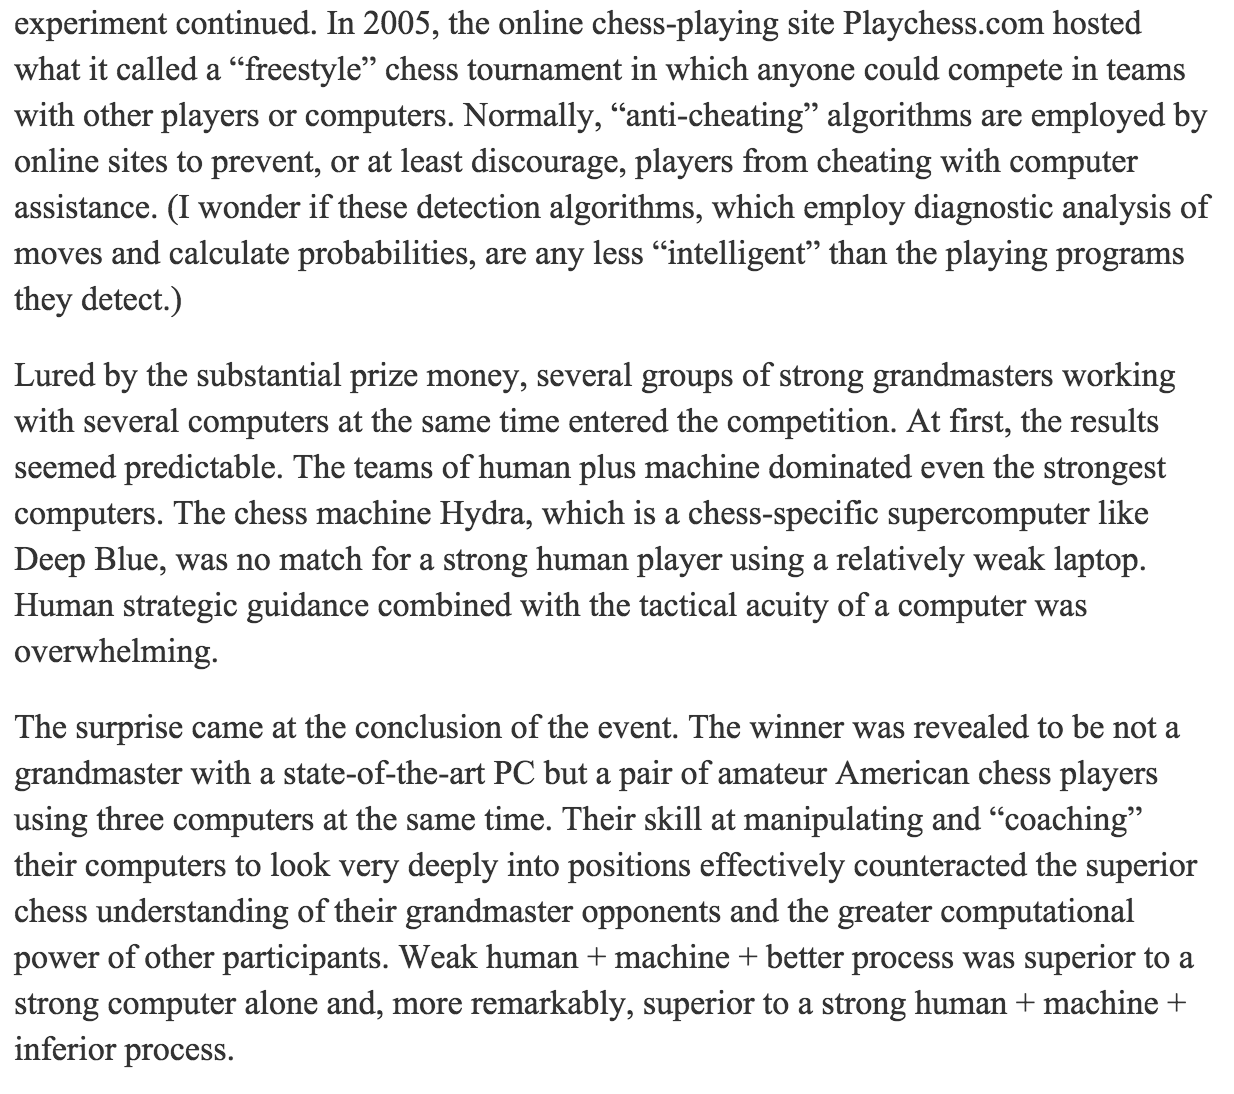 experiment continued. In 2005, the online chess-playing site Playchess.com hosted
what it called a “freestyle” chess tournament in which anyone could compete in teams
with other players or computers. Normally, “anti-cheating” algorithms are employed by
online sites to prevent, or at least discourage, players from cheating with computer
assistance. (I wonder if these detection algorithms, which employ diagnostic analysis of
moves and calculate probabilities, are any less “intelligent” than the playing programs
they detect.)
Lured by the substantial prize money, several groups of strong grandmasters working
with several computers at the same time entered the competition. At first, the results
seemed predictable. The teams of human plus machine dominated even the strongest
computers. The chess machine Hydra, which is a chess-specific supercomputer like
Deep Blue, was no match for a strong human player using a relatively weak laptop.
Human strategic guidance combined with the tactical acuity of a computer was
overwhelming.
The surprise came at the conclusion of the event. The winner was revealed to be not a
grandmaster with a state-of-the-art PC but a pair of amateur American chess players
using three computers at the same time. Their skill at manipulating and “coaching”
their computers to look very deeply into positions effectively counteracted the superior
chess understanding of their grandmaster opponents and the greater computational
power of other participants. Weak human + machine + better process was superior to a
strong computer alone and, more remarkably, superior to a strong human + machine +
inferior process.